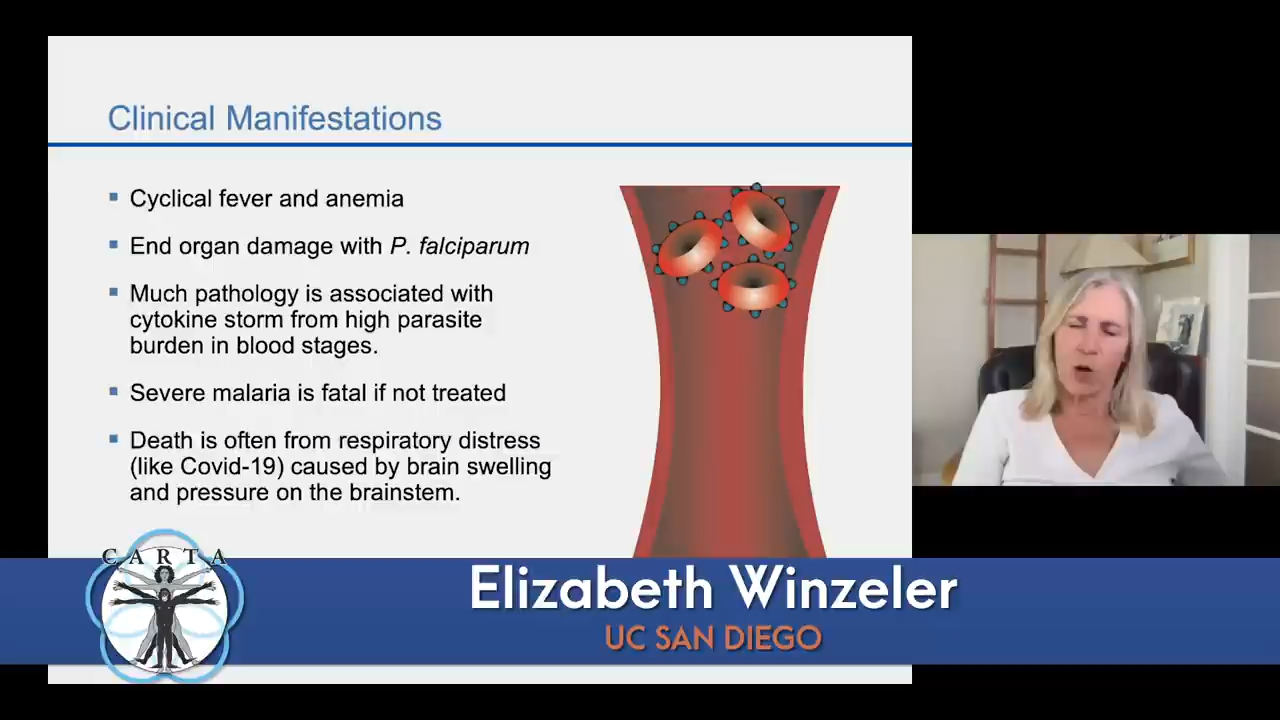 Clinical Manifestations
Cyclical fever and anemia
End organ damage with P. falciparum
Much pathology is associated with
cytokine storm from high parasite
burden in blood stages.
Severe malaria is fatal if not treated
Death is often from respiratory distress
(like Covid-19) caused by brain swelling
and pressure on the brainstem.
CARTA
Elizabeth Winzeler
UC SAN DIEGO